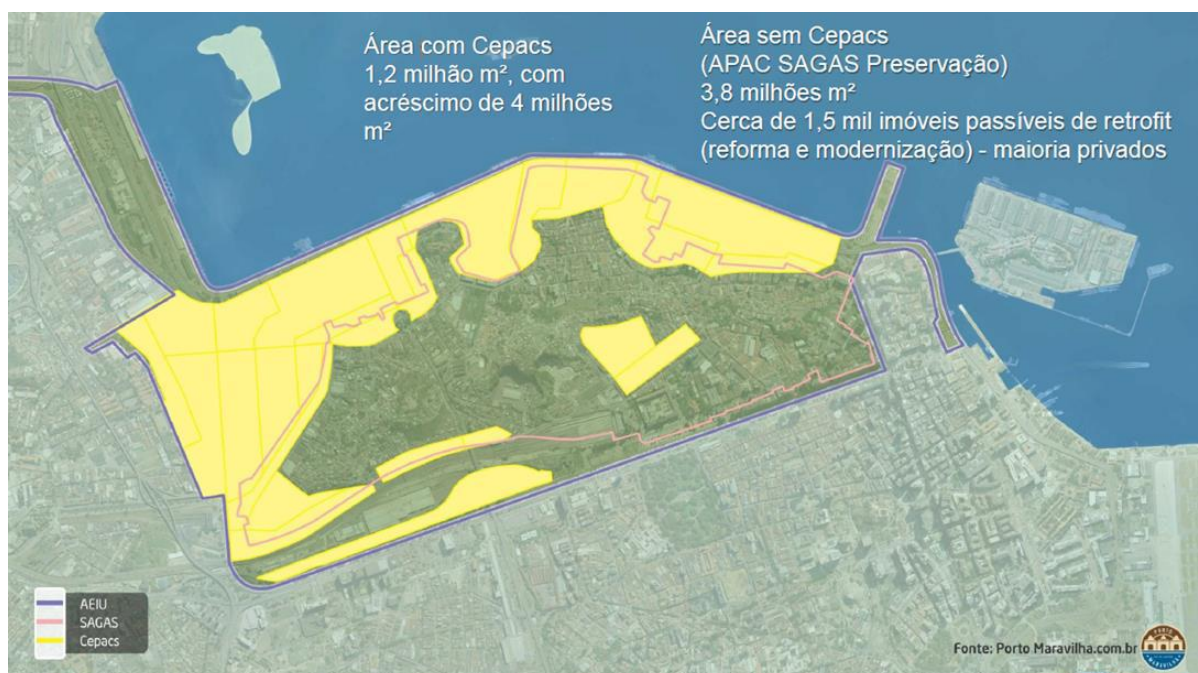 Área com Cepacs
1,2 milhão m², com
acréscimo de 4 milhões
m²
Área sem Cepacs
(APAC SAGAS Preservação)
3,8 milhões m²
Cerca de 1,5 mil imóveis passíveis de retrofit
(reforma e modernização) - maioria privados
AEIU
SAGAS
Cepacs
Fonte: Porto Maravilha.com.br
PORTO
MARAVILHA